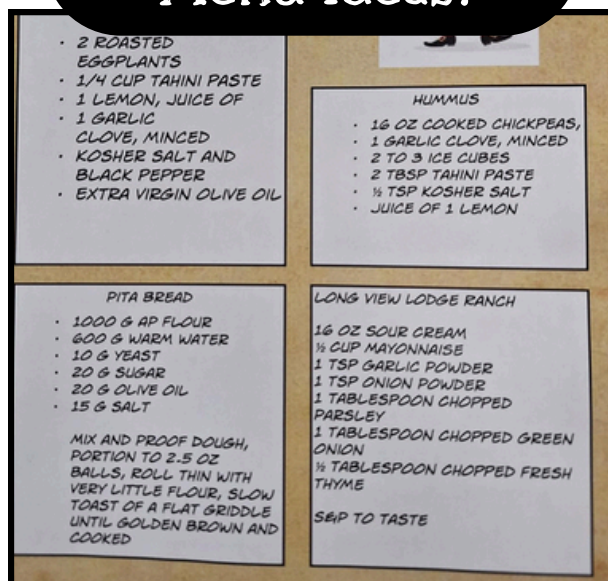 Menu Ideas!
2 ROASTED
EGGPLANTS
1/4 CUP TAHINI PASTE
1 LEMON, JUICE OF
1 GARLIC
CLOVE, MINCED
KOSHER SALT AND
BLACK PEPPER
EXTRA VIRGIN OLIVE OIL
HUMMUS
16 OZ COOKED CHICKPEAS,
1 GARLIC CLOVE, MINCED
2 TO 3 ICE CUBES
2 TBSP TAHINI PASTE
½ TSP KOSHER SALT
JUICE OF 1 LEMON
PITA BREAD
1000 G AP FLOUR
600 G WARM WATER
10 G YEAST
20 G SUGAR
20 G OLIVE OIL
15 G SALT
MIX AND PROOF DOUGH,
PORTION TO 2.5 OZ
BALLS, ROLL THIN WITH
VERY LITTLE FLOUR, SLOW
TOAST OF A FLAT GRIDDLE
UNTIL GOLDEN BROWN AND
COOKED
LONG VIEW LODGE RANCH
16 OZ SOUR CREAM
½ CUP MAYONNAISE
1 TSP GARLIC POWDER
1 TSP ONION POWDER
1 TABLESPOON CHOPPED
PARSLEY
1 TABLESPOON CHOPPED GREEN
ONION
½ TABLESPOON CHOPPED FRESH
THYME
S&P TO TASTE